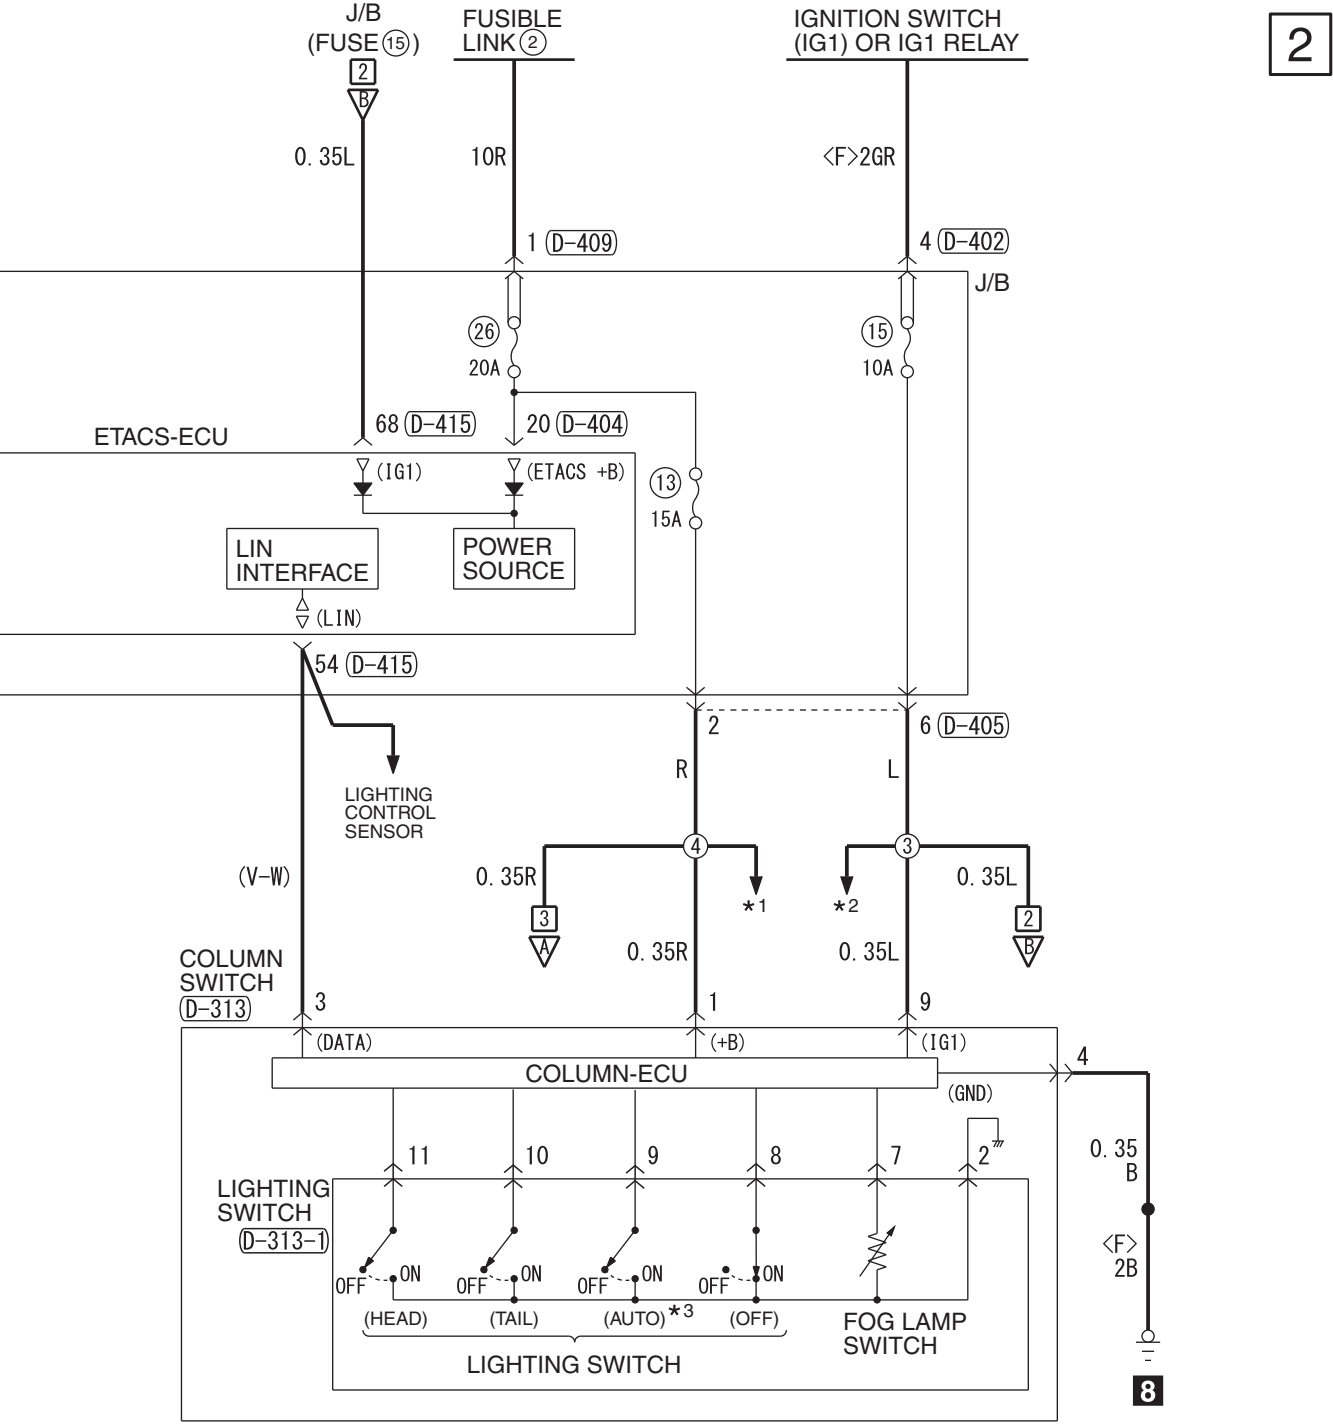 J/B
(FUSE 15)
FUSIBLE
LINK 2
IGNITION SWITCH
(IG1) OR IG1 RELAY
2
2
B
0.35L
10R
<F>2GR
1 (D-409)
4 (D-402)
J/B
26
20A
15
10A
68 (D-415)
20 (D-404)
ETACS-ECU
(IG1)
(ETACS +B)
13
15A
LIN
INTERFACE
POWER
SOURCE
(LIN)
54 (D-415)
2
6 (D-405)
R
L
LIGHTING
CONTROL
SENSOR
4
3
(V-W)
0.35R
0.35L
*1
*2
3
A
2
B
0.35R
0.35L
COLUMN
SWITCH
(D-313)
3
1
9
(DATA)
(+B)
(IG1)
COLUMN-ECU
4
(GND)
11
10
9
8
7
2
0.35
B
LIGHTING
SWITCH
(D-313-1)
<F>
2B
OFF ON
OFF ON
OFF ON
OFF ON
(HEAD)
(TAIL)
(AUTO)*3
(OFF)
FOG LAMP
SWITCH
LIGHTING SWITCH
8